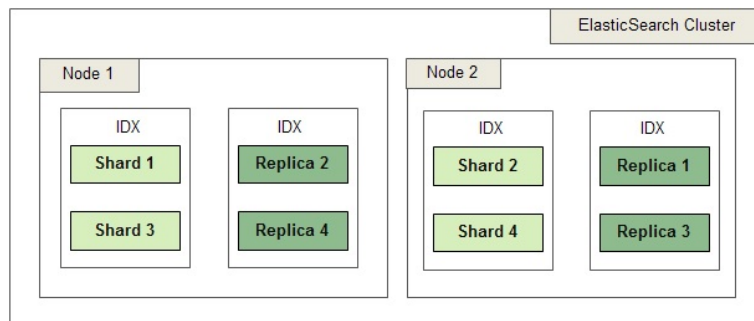 ElasticSearch Cluster
Node 1
IDX
Shard 1
Shard 3
IDX
Replica 2
Replica 4
Node 2
IDX
Shard 2
Shard 4
IDX
Replica 1
Replica 3